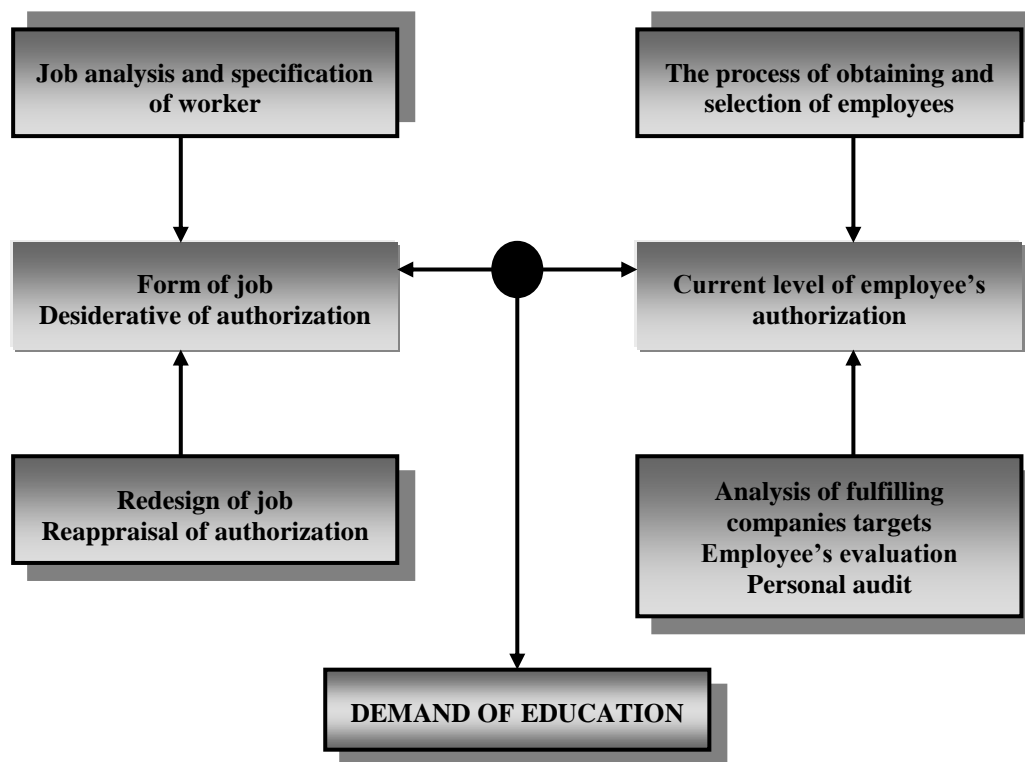 Job analysis and specification
of worker
The process of obtaining and
selection of employees
Form of job
Desiderative of authorization
Current level of employee’s
authorization
Redesign of job
Reappraisal of authorization
Analysis of fulfilling
companies targets
Employee’s evaluation
Personal audit
DEMAND OF EDUCATION